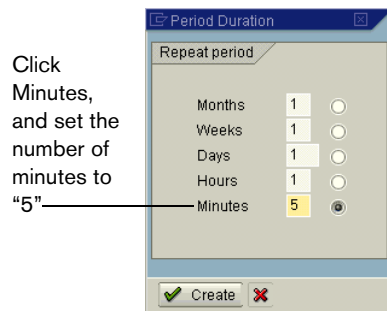 Period Duration
Repeat period
Click
Minutes,
and set the
number of
minutes to
“5”
Months 1
Weeks 1
Days 1
Hours 1
Minutes 5
Create